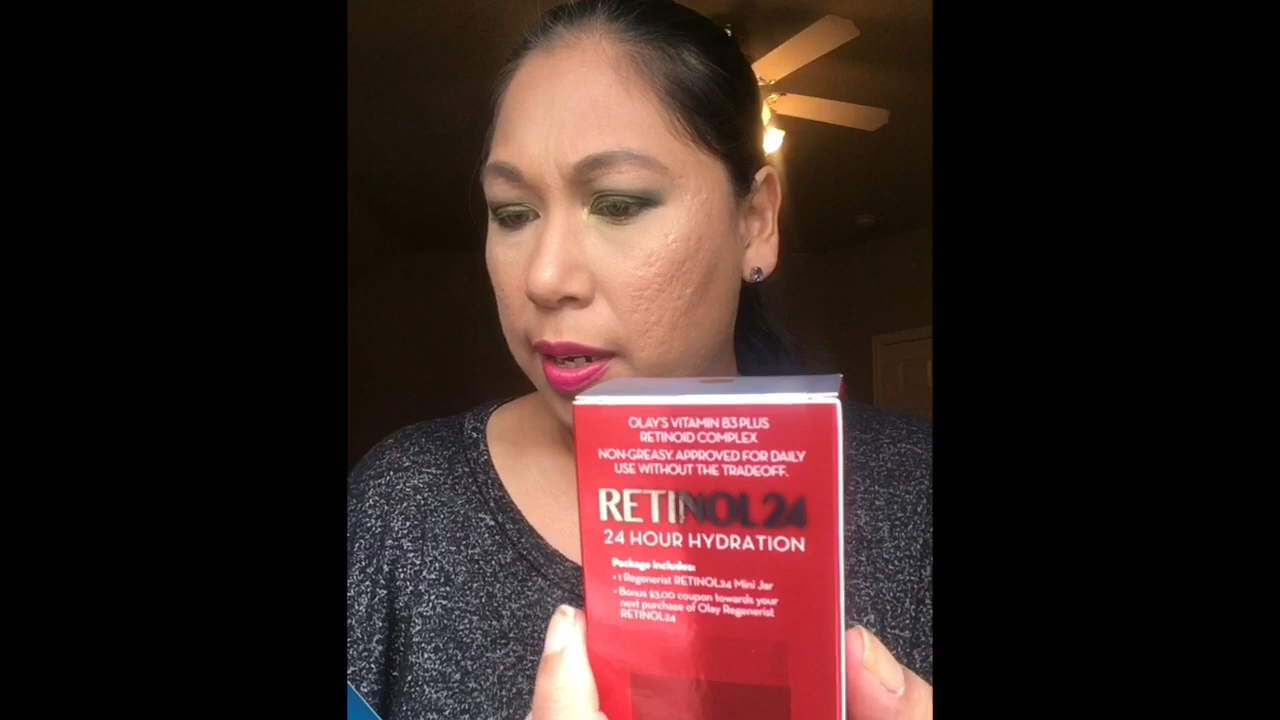 OLAY'S VITAMIN B3 PLUS
RETINOID COMPLEX
NON-GREASY. APPROVED FOR DAILY
USE WITHOUT THE TRADEOFF.
RETINOL24
24 HOUR HYDRATION
Package includes:
• 1 Regenerist RETINOL24 Mini Jar
• Bonus $3.00 coupon towards your
next purchase of Olay Regenerist
RETINOL24